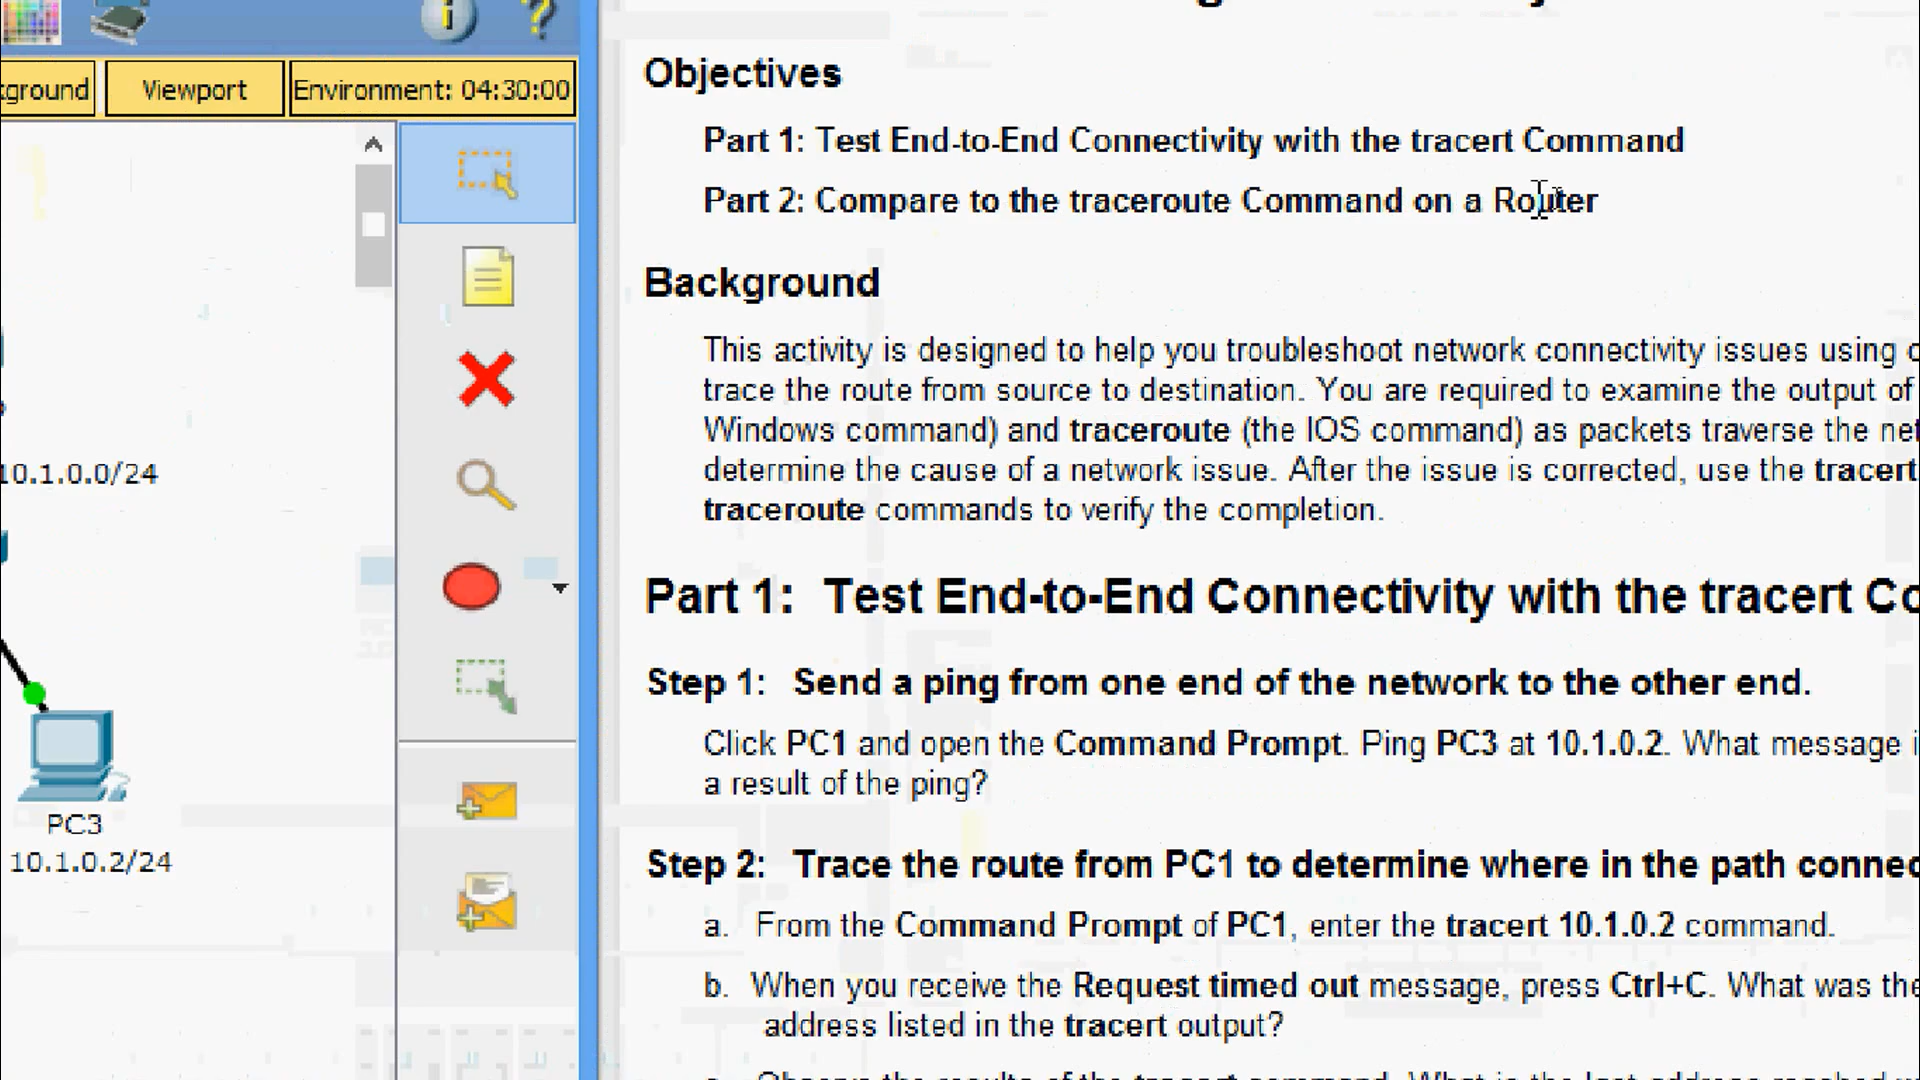 ground
Viewport
Environment: 04:30:00
10.1.0.0/24
PC3
10.1.0.2/24
Objectives
Part 1: Test End-to-End Connectivity with the tracert Command
Part 2: Compare to the traceroute Command on a Router
Background
This activity is designed to help you troubleshoot network connectivity issues using
trace the route from source to destination. You are required to examine the output of
Windows command) and traceroute (the IOS command) as packets traverse the
determine the cause of a network issue. After the issue is corrected, use the tracert
traceroute commands to verify the completion.
Part 1: Test End-to-End Connectivity with the tracert Co
Step 1: Send a ping from one end of the network to the other end.
Click PC1 and open the Command Prompt. Ping PC3 at 10.1.0.2. What message
a result of the ping?
Step 2: Trace the route from PC1 to determine where in the path connec
a. From the Command Prompt of PC1, enter the tracert 10.1.0.2 command.
b. When you receive the Request timed out message, press Ctrl+C. What was the
address listed in the tracert output?